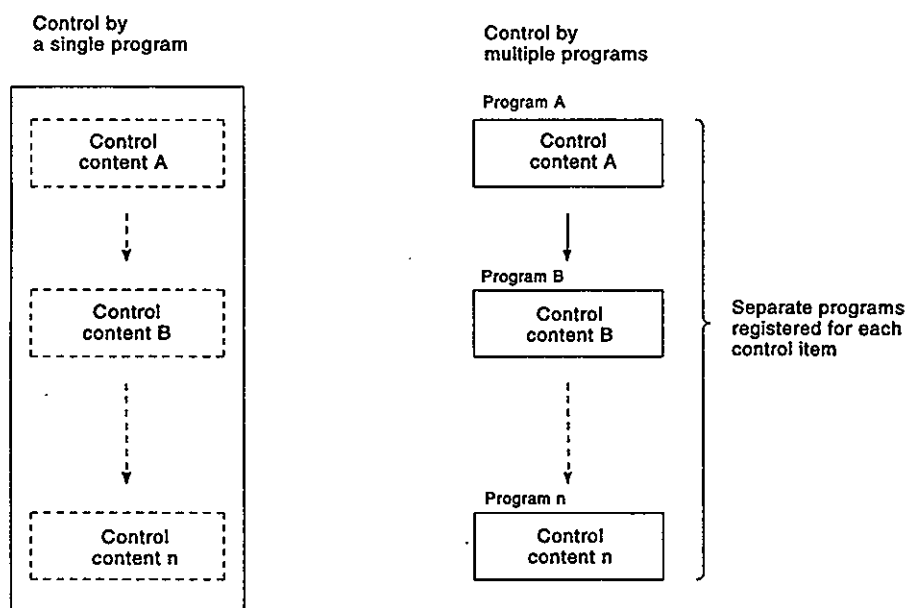 Control by
a single program
Control
content A
Control
content B
Control
content n
Control by
multiple programs
Program A
Control
content A
Program B
Control
content B
Program n
Control
content n
Separate programs
registered for each
control item